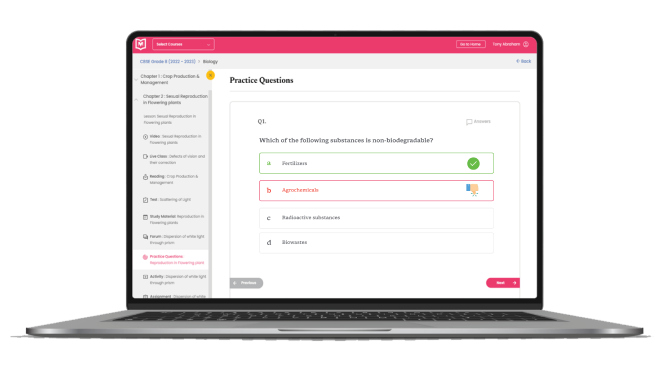 Select Courses
Go to Home
Terry Abraham
CBSE Grade 8 (2022 - 2023) > Biology
< Back
Chapter 1 : Crop Production & Management
Chapter 2 : Sexual Reproduction in Flowering plants
Lesson: Sexual Reproduction in Flowering plants
Video : Sexual Reproduction in Flowering plants
Live Class : Defects of vision and their correction
Reading : Crop Production & Management
Test : Scattering of Light
Study Material: Reproduction in Flowering plants
Forum : Dispersion of white light through prism
Practice Questions: Reproduction in Flowering plant
Activity : Dispersion of white light through prism
Assignment : Dispersion of white
Practice Questions
Q1.
Answers
Which of the following substances is non-biodegradable?
a Fertilizers
b Agrochemicals
c Radioactive substances
d Biowastes
Previous
Next